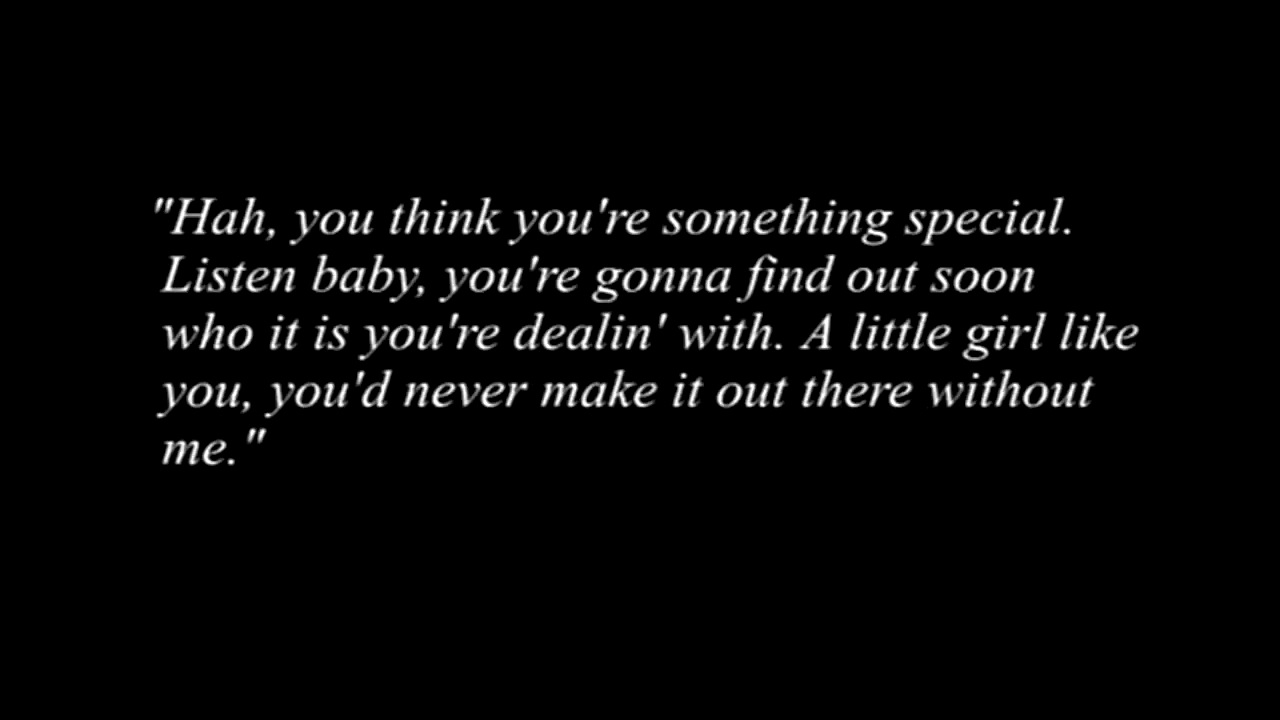 "Hah, you think you're something special.
Listen baby, you're gonna find out soon
who it is you're dealin' with. A little girl like
you, you'd never make it out there without
me."